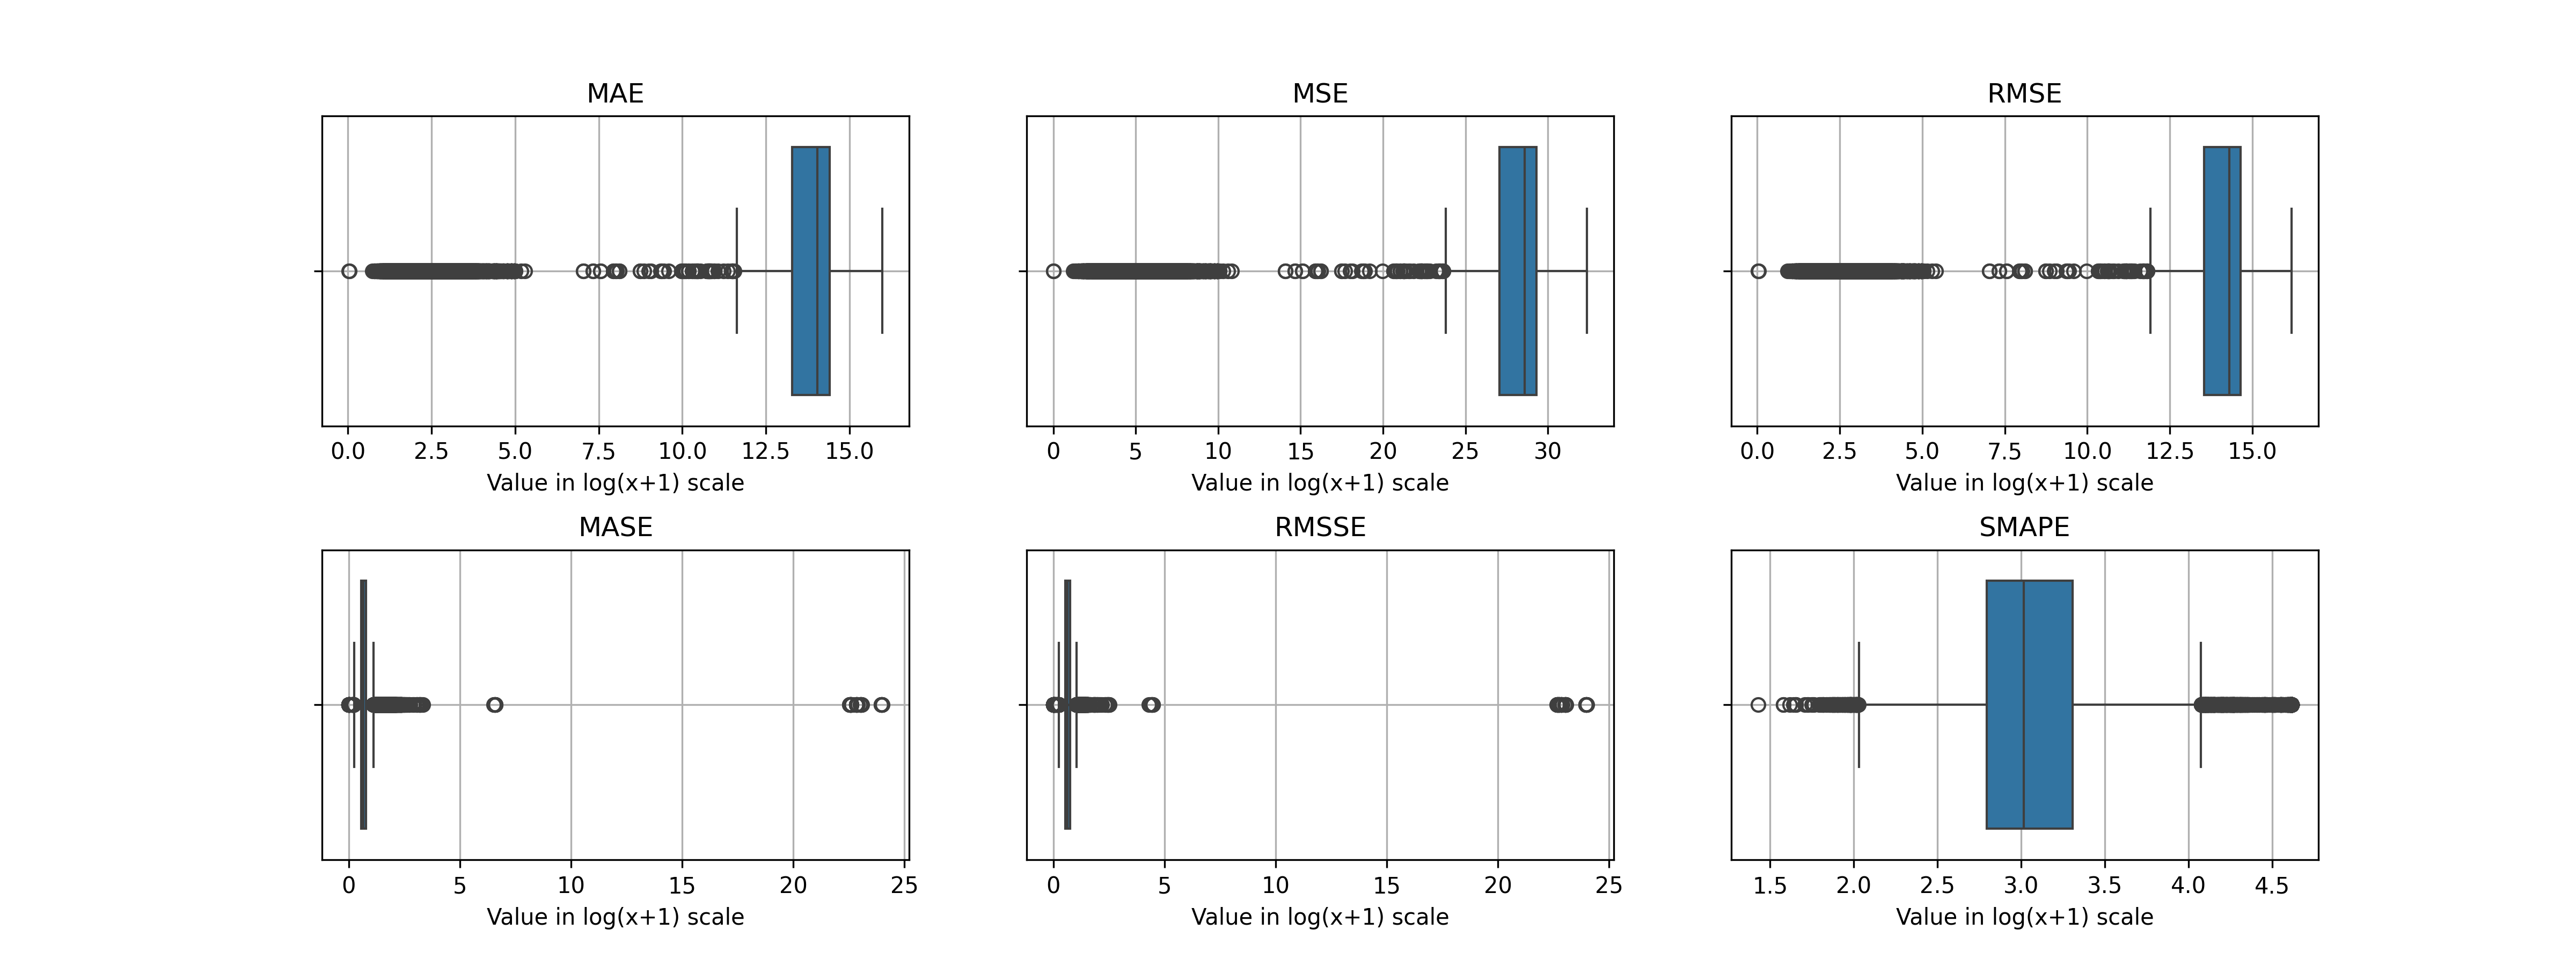 MAE MSE RMSE
0.0 2.5 5.0 7.5 10.0 12.5 15.0 0 5 10 15 20 25 30 0.0 2.5 5.0 7.5 10.0 12.5 15.0
Value in log(x+1) scale Value in log(x+1) scale Value in log(x+1) scale
MASE RMSSE SMAPE
0 5 10 15 20 25 0 5 10 15 20 25 1.5 2.0 2.5 3.0 3.5 4.0 4.5
Value in log(x+1) scale Value in log(x+1) scale Value in log(x+1) scale